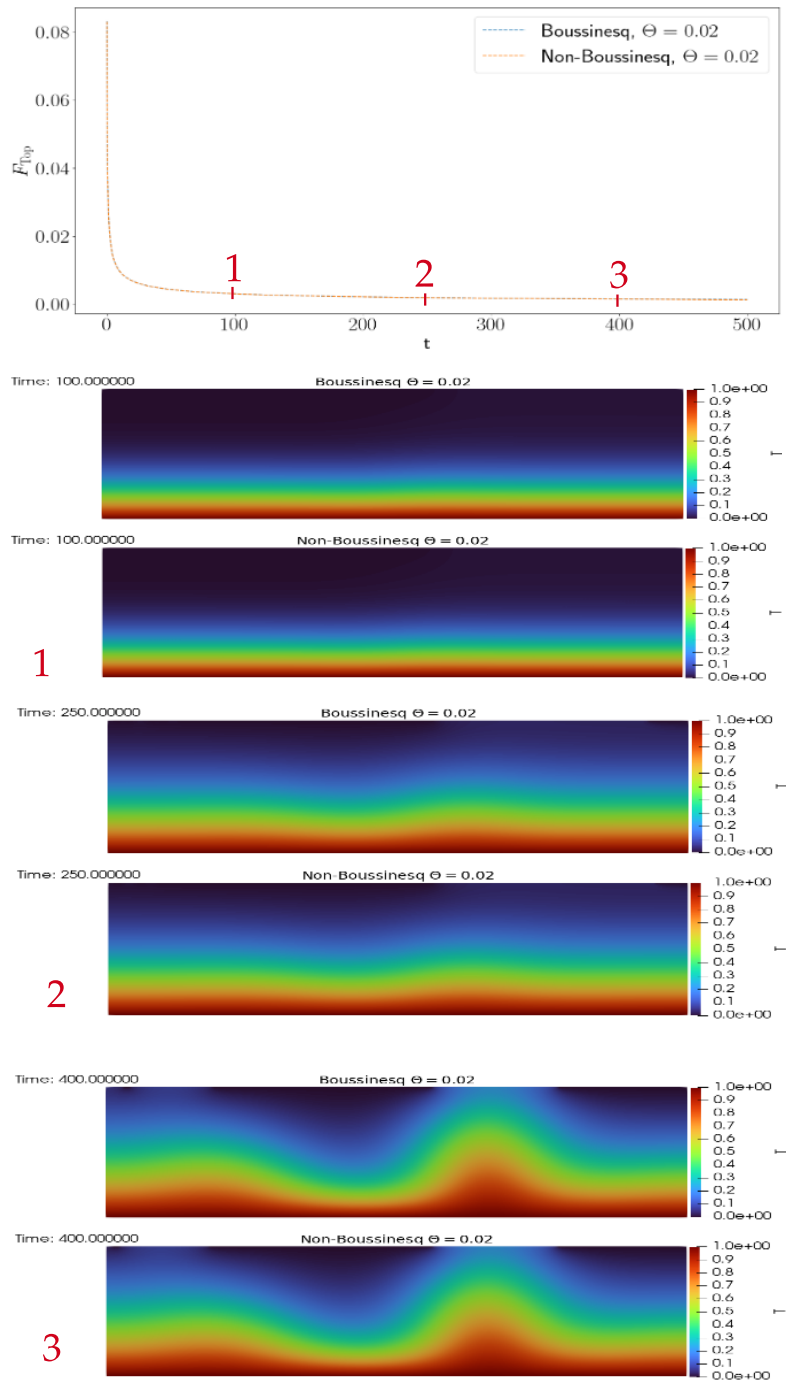 0.08
0.06
0.04
0.02
0.00
F_Top
Boussinesq, Θ = 0.02
Non-Boussinesq, Θ = 0.02
1
2
3
0
100
200
300
400
500
t
Time: 100.000000
Boussinesq Θ = 0.02
1.0e+00
0.9
0.8
0.7
0.6
0.5
0.4
0.3
0.2
0.1
0.0e+00
T
Time: 100.000000
Non-Boussinesq Θ = 0.02
1.0e+00
0.9
0.8
0.7
0.6
0.5
0.4
0.3
0.2
0.1
0.0e+00
T
1
Time: 250.000000
Boussinesq Θ = 0.02
1.0e+00
0.9
0.8
0.7
0.6
0.5
0.4
0.3
0.2
0.1
0.0e+00
T
Time: 250.000000
Non-Boussinesq Θ = 0.02
1.0e+00
0.9
0.8
0.7
0.6
0.5
0.4
0.3
0.2
0.1
0.0e+00
T
2
Time: 400.000000
Boussinesq Θ = 0.02
1.0e+00
0.9
0.8
0.7
0.6
0.5
0.4
0.3
0.2
0.1
0.0e+00
T
Time: 400.000000
Non-Boussinesq Θ = 0.02
1.0e+00
0.9
0.8
0.7
0.6
0.5
0.4
0.3
0.2
0.1
0.0e+00
T
3